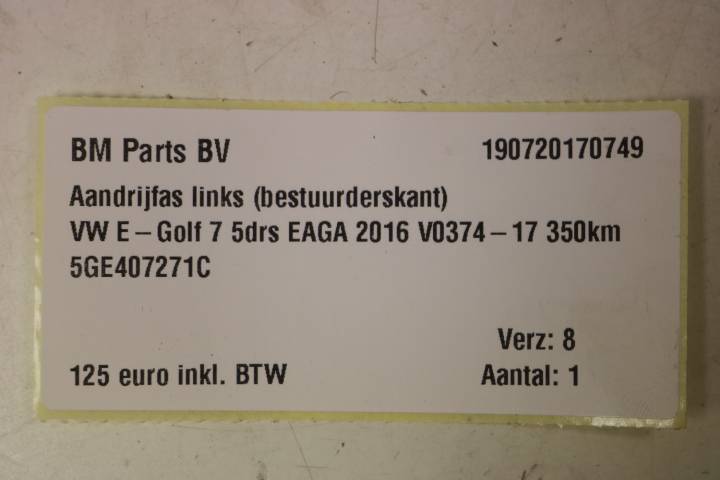 BM Parts BV 190720170749
Aandrijfas links (bestuurderskant)
VW E – Golf 7 5drs EAGA 2016 V0374 – 17 350km
5GE407271C
Verz: 8
125 euro inkl. BTW Aantal: 1